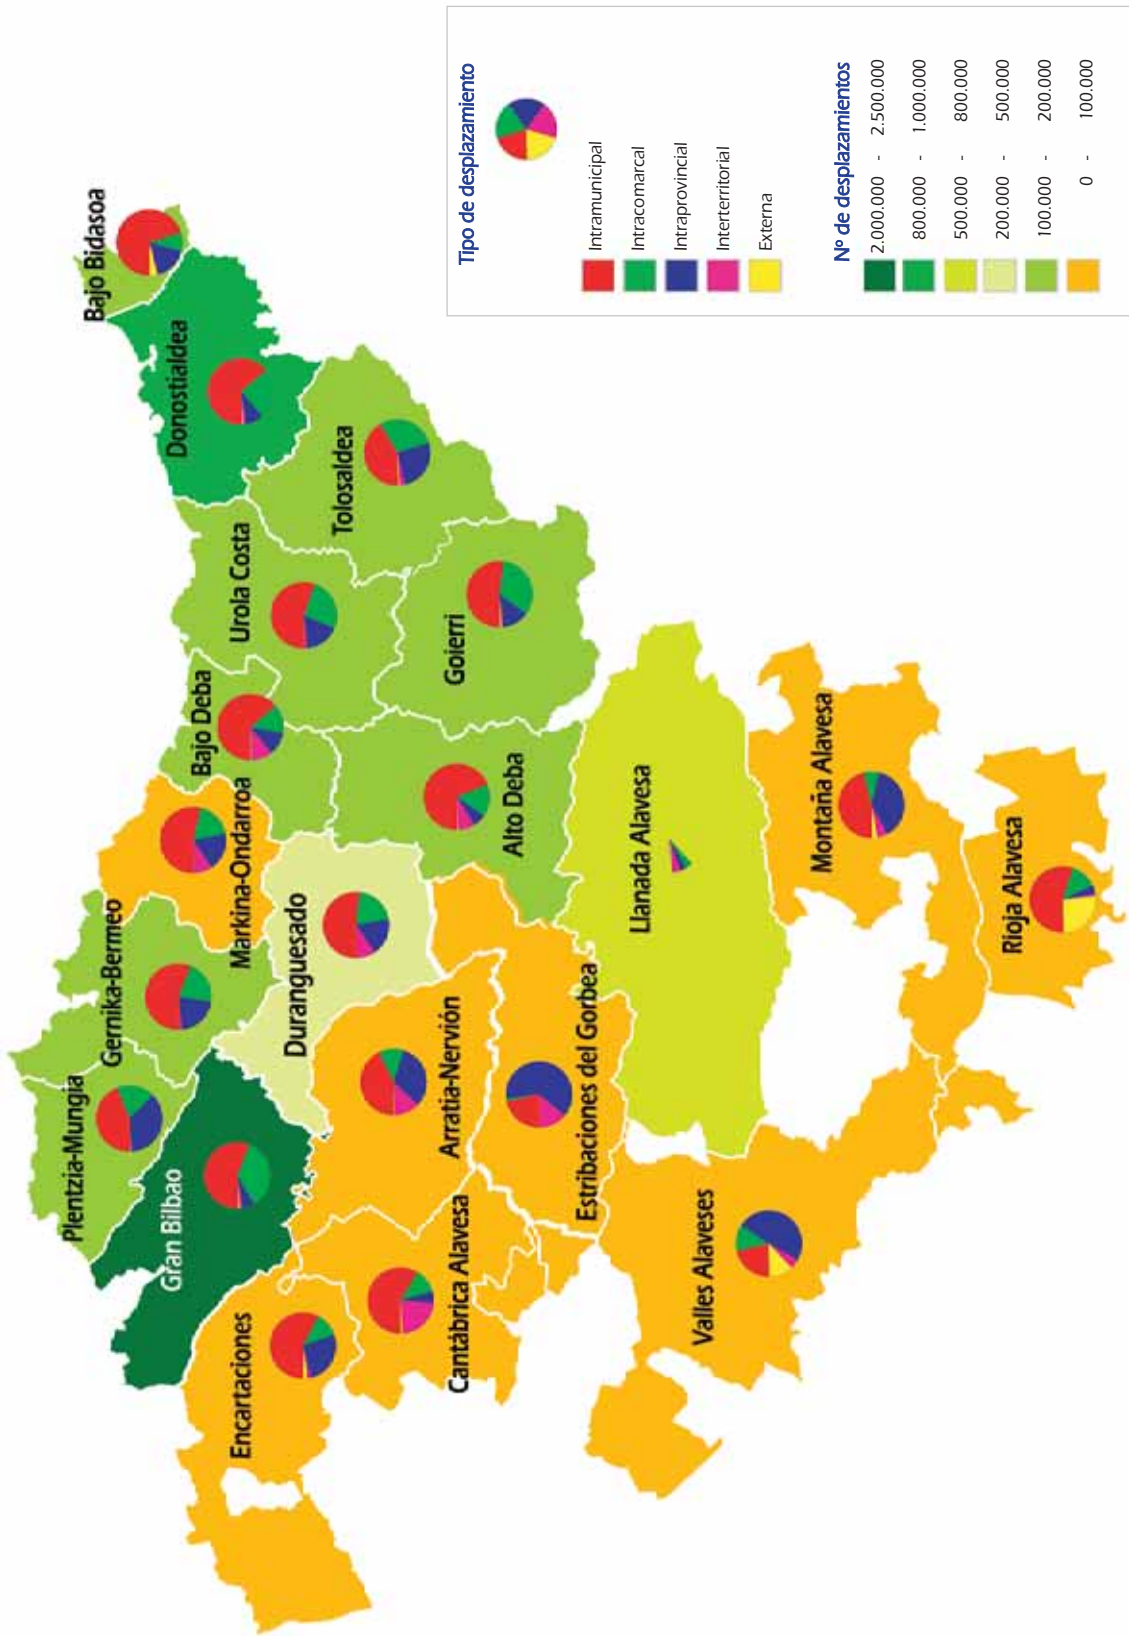 Encartaciones
Gran Bilbao
Plentzia-Mungia
Gernika-Bermeo
Markina-Ondarroa
Bajo Deba
Urola Costa
Donostialdea
Bajo Bidasoa
Tolosaldea
Goierri
Alto Deba
Duranguesado
Arratia-Nervión
Cantábrica Alavesa
Estribaciones del Gorbea
Llanada Alavesa
Valles Alaveses
Montaña Alavesa
Rioja Alavesa
Tipo de desplazamiento
Intramunicipal
Intracomarcal
Intraprovincial
Interterritorial
Externa
Nº de desplazamientos
2.000.000 - 2.500.000
800.000 - 1.000.000
500.000 - 800.000
200.000 - 500.000
100.000 - 200.000
0 - 100.000